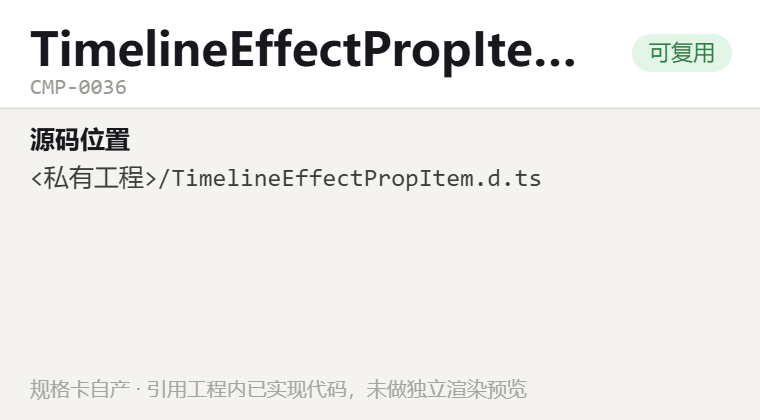 TimelineEffectPropIte...
可复用
CMP-0036
源码位置
<私有工程>/TimelineEffectPropItem.d.ts
规格卡自产 · 引用工程内已实现代码，未做独立渲染预览